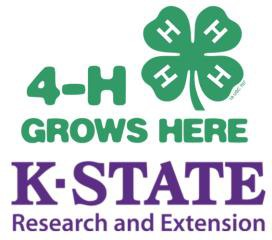 H H
H H
4-H
GROWS HERE
K·STATE
Research and Extension